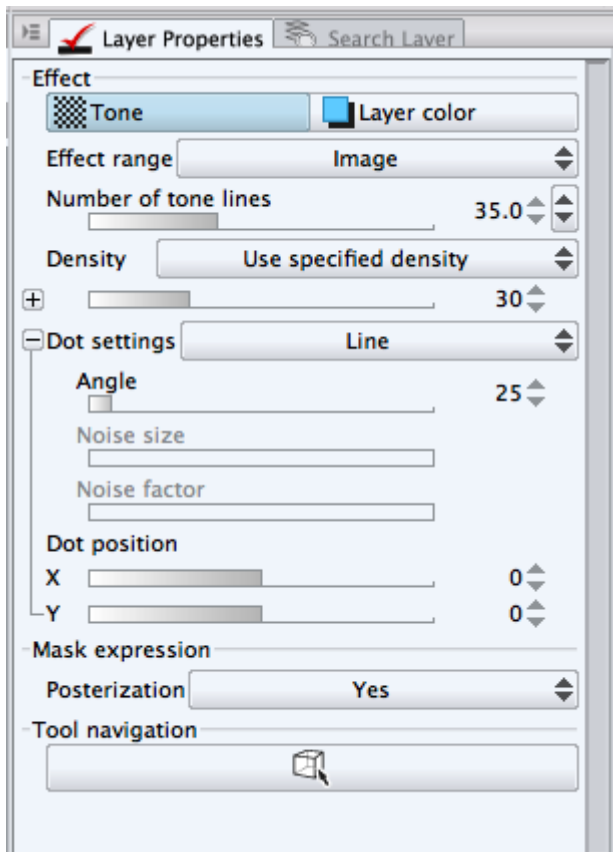 Layer Properties Search Layer
Effect
Tone Layer color
Effect range Image
Number of tone lines 35.0
Density Use specified density
30
Dot settings Line
Angle 25
Noise size
Noise factor
Dot position
X 0
Y 0
Mask expression
Posterization Yes
Tool navigation